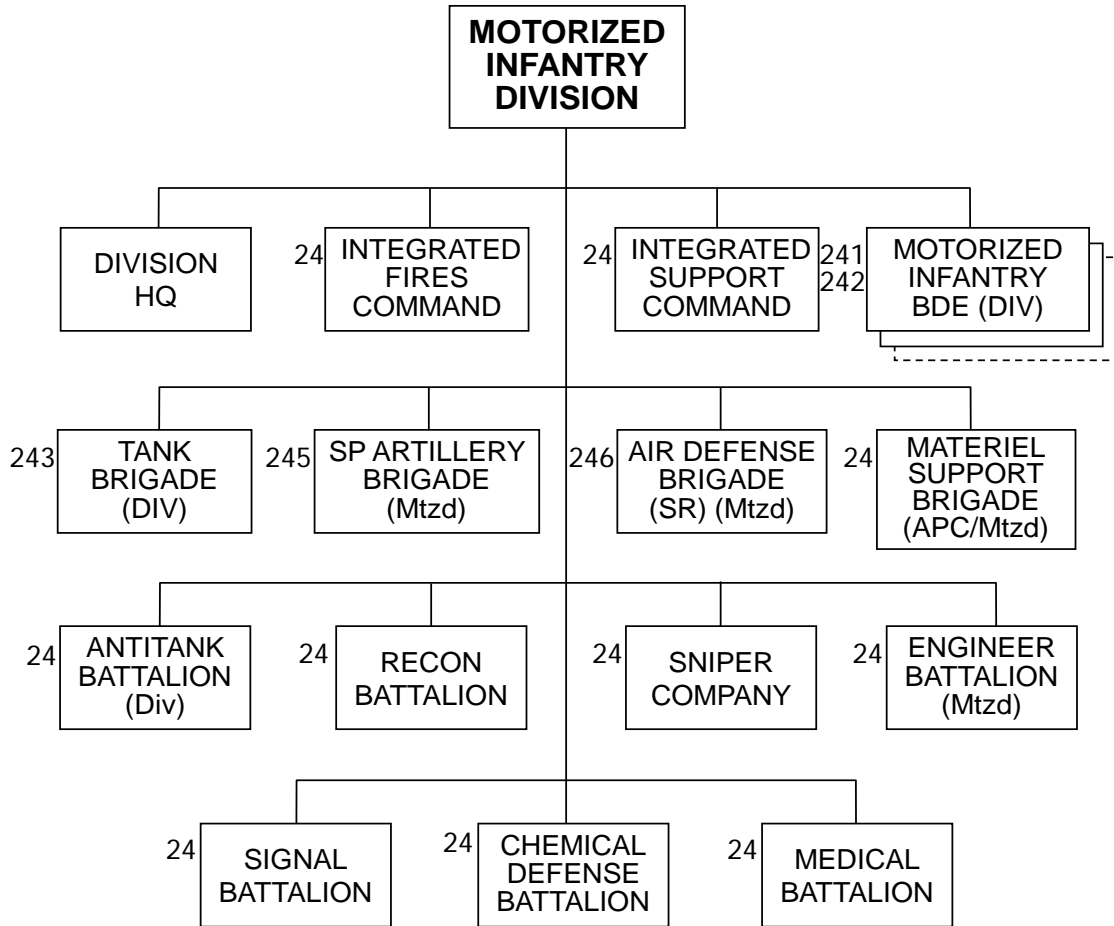 MOTORIZED
INFANTRY
DIVISION
DIVISION
HQ
24
INTEGRATED
FIRES
COMMAND
24
INTEGRATED
SUPPORT
COMMAND
241
242
MOTORIZED
INFANTRY
BDE (DIV)
243
TANK
BRIGADE
(DIV)
245
SP ARTILLERY
BRIGADE
(Mtzd)
246
AIR DEFENSE
BRIGADE
(SR) (Mtzd)
24
MATERIEL
SUPPORT
BRIGADE
(APC/Mtzd)
24
ANTITANK
BATTALION
(Div)
24
RECON
BATTALION
24
SNIPER
COMPANY
24
ENGINEER
BATTALION
(Mtzd)
24
SIGNAL
BATTALION
24
CHEMICAL
DEFENSE
BATTALION
24
MEDICAL
BATTALION